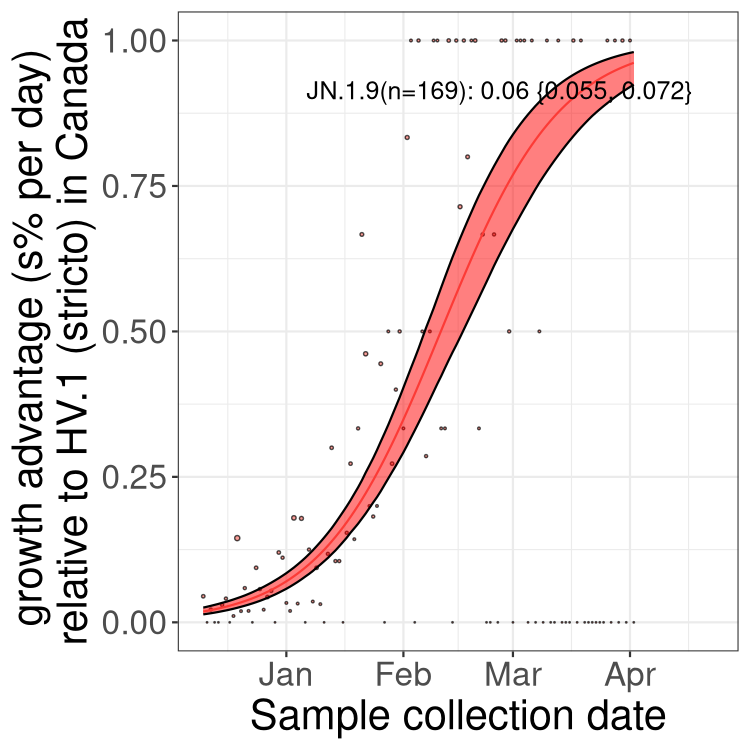 growth advantage (s% per day)
relative to HV.1 (stricto) in Canada
1.00
0.75
0.50
0.25
0.00
JN.1.9(n=169): 0.06 {0.055, 0.072}
Jan Feb Mar Apr
Sample collection date